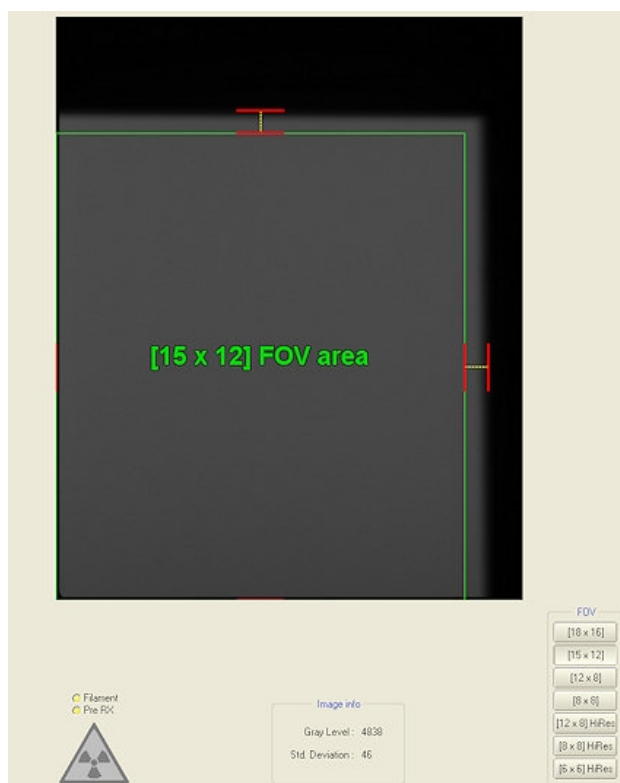 [15 x 12] FOV area
FOV
[18 x 16]
[15 x 12]
[12 x 8]
[8 x 8]
[12 x 8] HiRes
[8 x 8] HiRes
[6 x 6] HiRes
Filament
Pre RX
Image info
Gray Level : 4838
Std. Deviation : 46